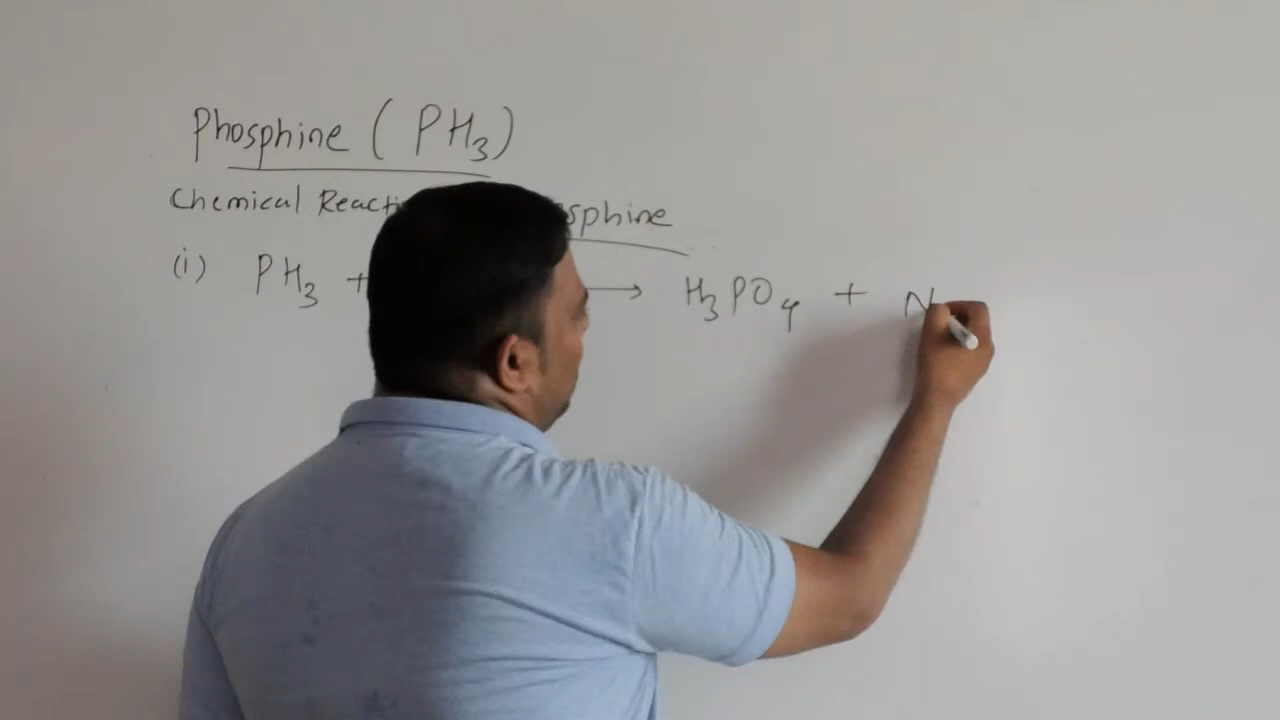 Phosphine (PH₃)
Chemical Reacti sphine
(i) PH₃ + → H₃PO₄ + N